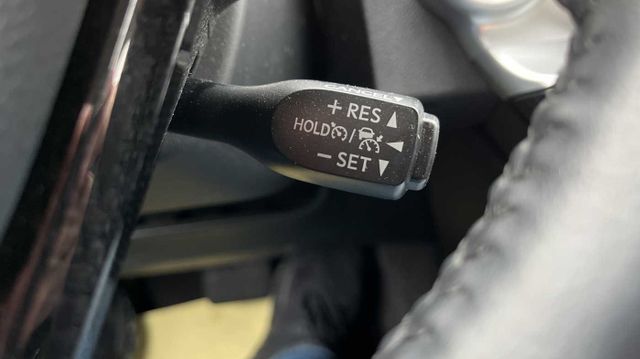 CANCEL
+ RES
HOLD /
− SET